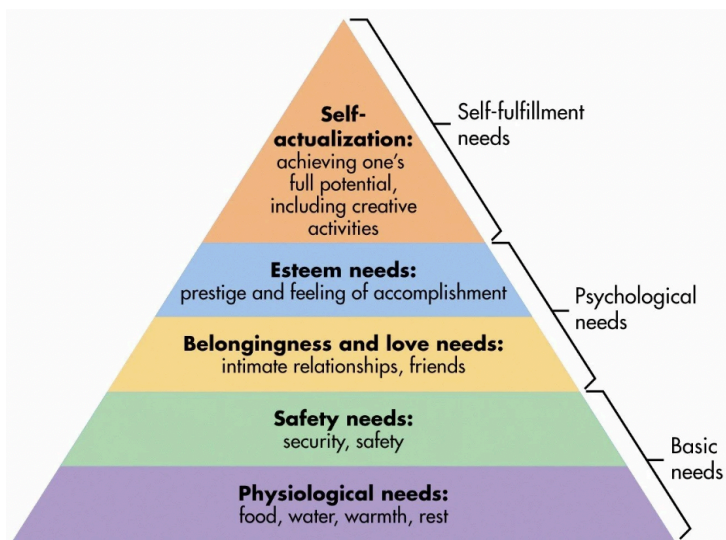 Self-
actualization:
achieving one's
full potential,
including creative
activities
Self-fulfillment
needs
Esteem needs:
prestige and feeling of accomplishment
Psychological
needs
Belongingness and love needs:
intimate relationships, friends
Safety needs:
security, safety
Basic
needs
Physiological needs:
food, water, warmth, rest